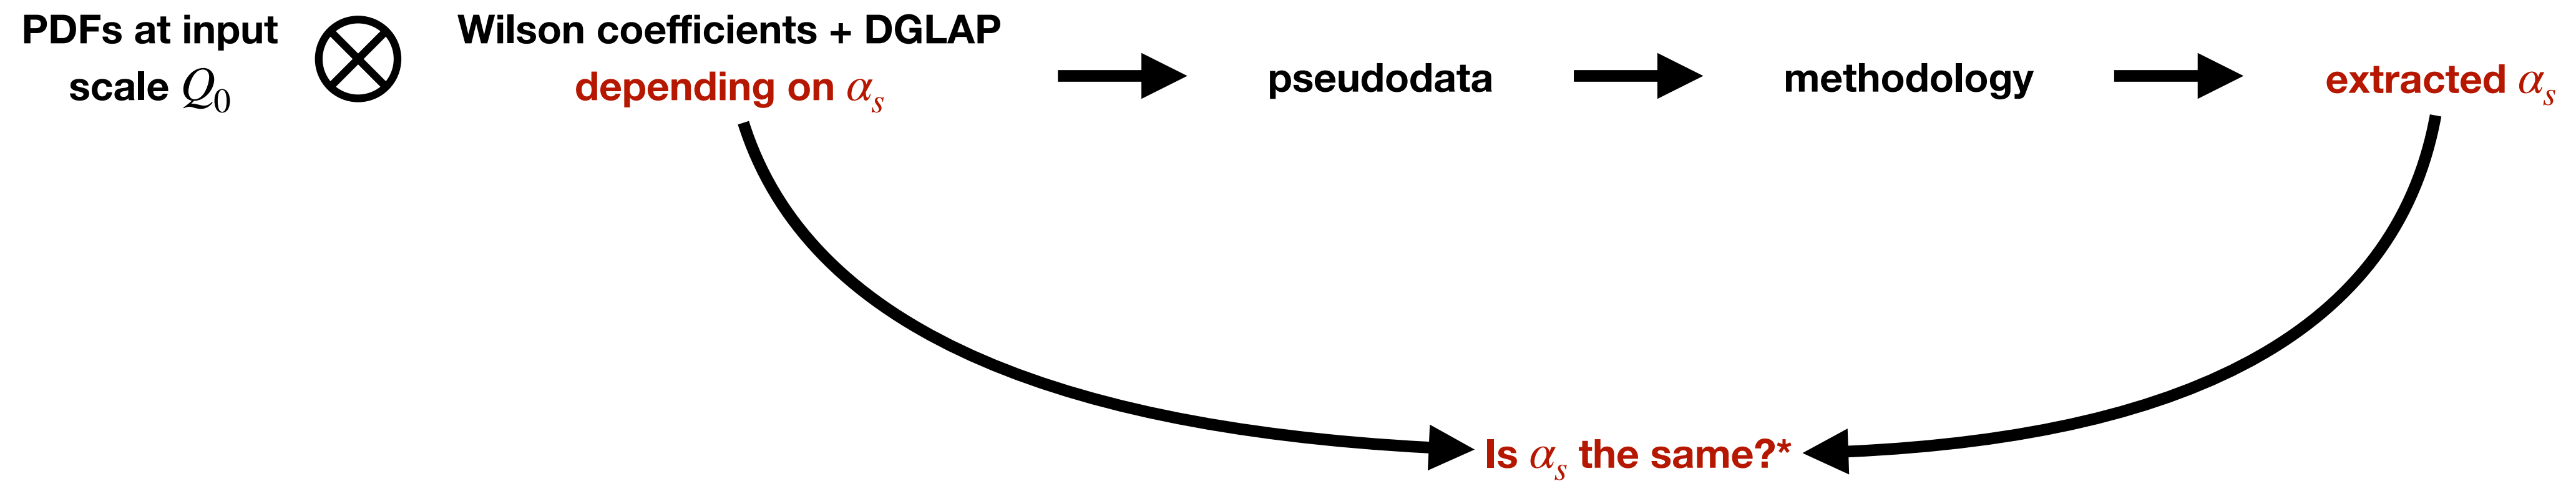 PDFs at input
scale Q₀
Wilson coefficients + DGLAP
depending on αₛ
pseudodata
methodology
extracted αₛ
Is αₛ the same?*